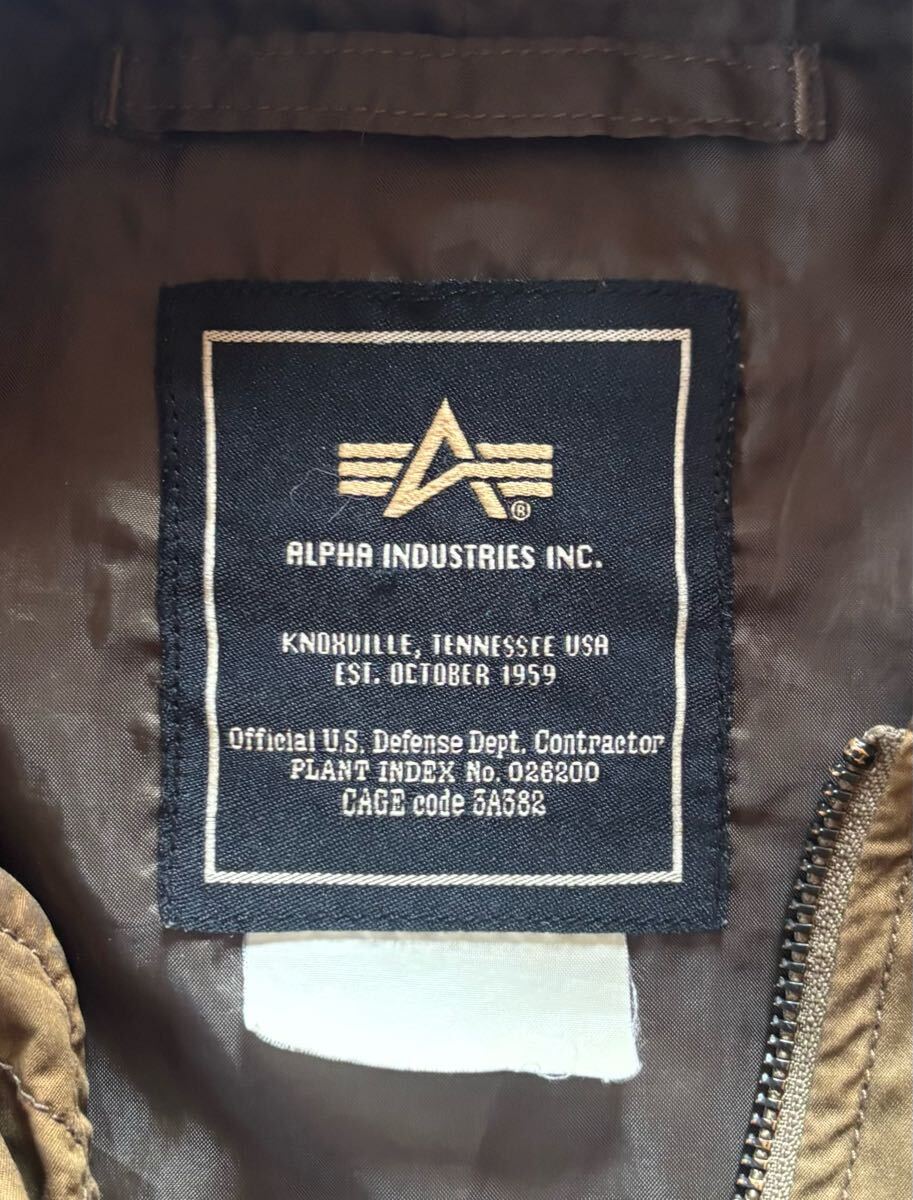 ®
ALPHA INDUSTRIES INC.
KNOXVILLE, TENNESSEE USA
EST. OCTOBER 1959
Official U.S. Defense Dept. Contractor
PLANT INDEX No. 026200
CAGE code 3A382